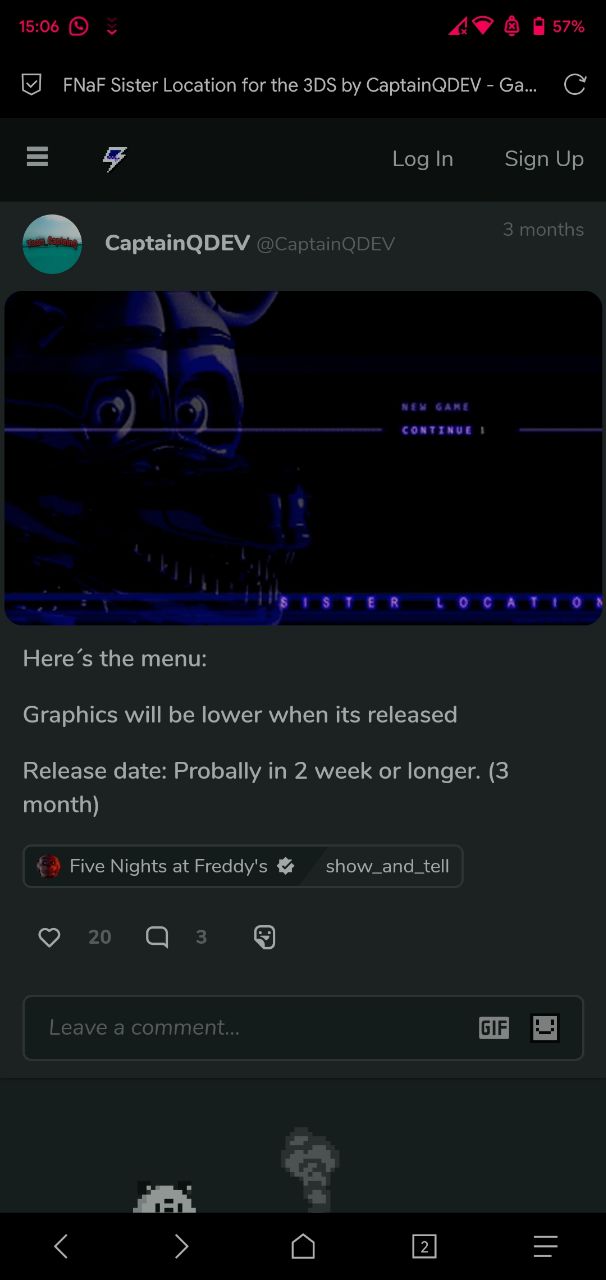 15:06
57%
FNaF Sister Location for the 3DS by CaptainQDEV - Ga...
Log In
Sign Up
CaptainQDEV @CaptainQDEV
3 months
NEW GAME
CONTINUE
SISTER LOCATION
Here´s the menu:
Graphics will be lower when its released
Release date: Probally in 2 week or longer. (3
month)
Five Nights at Freddy's
show_and_tell
20
3
Leave a comment...
GIF
2